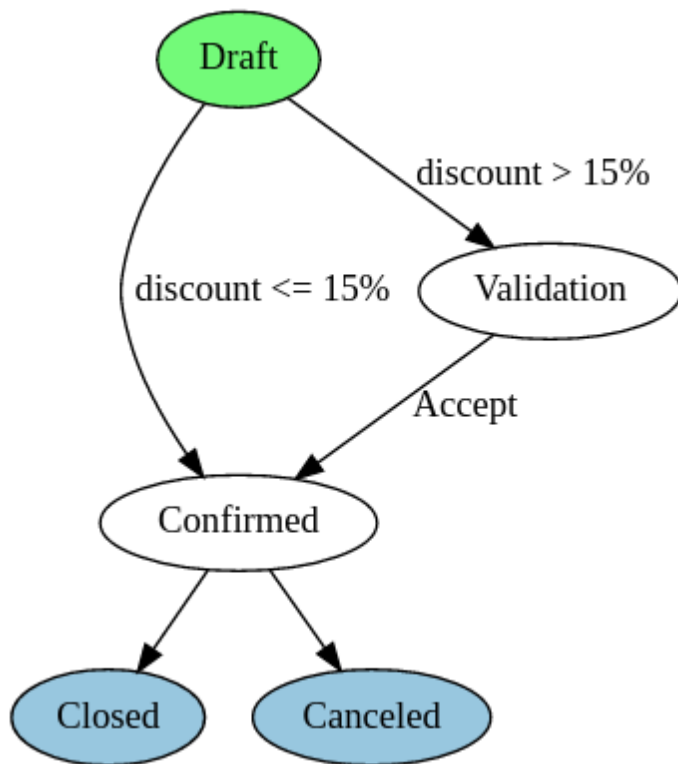 Draft
discount > 15%
discount <= 15%
Validation
Accept
Confirmed
Closed
Canceled